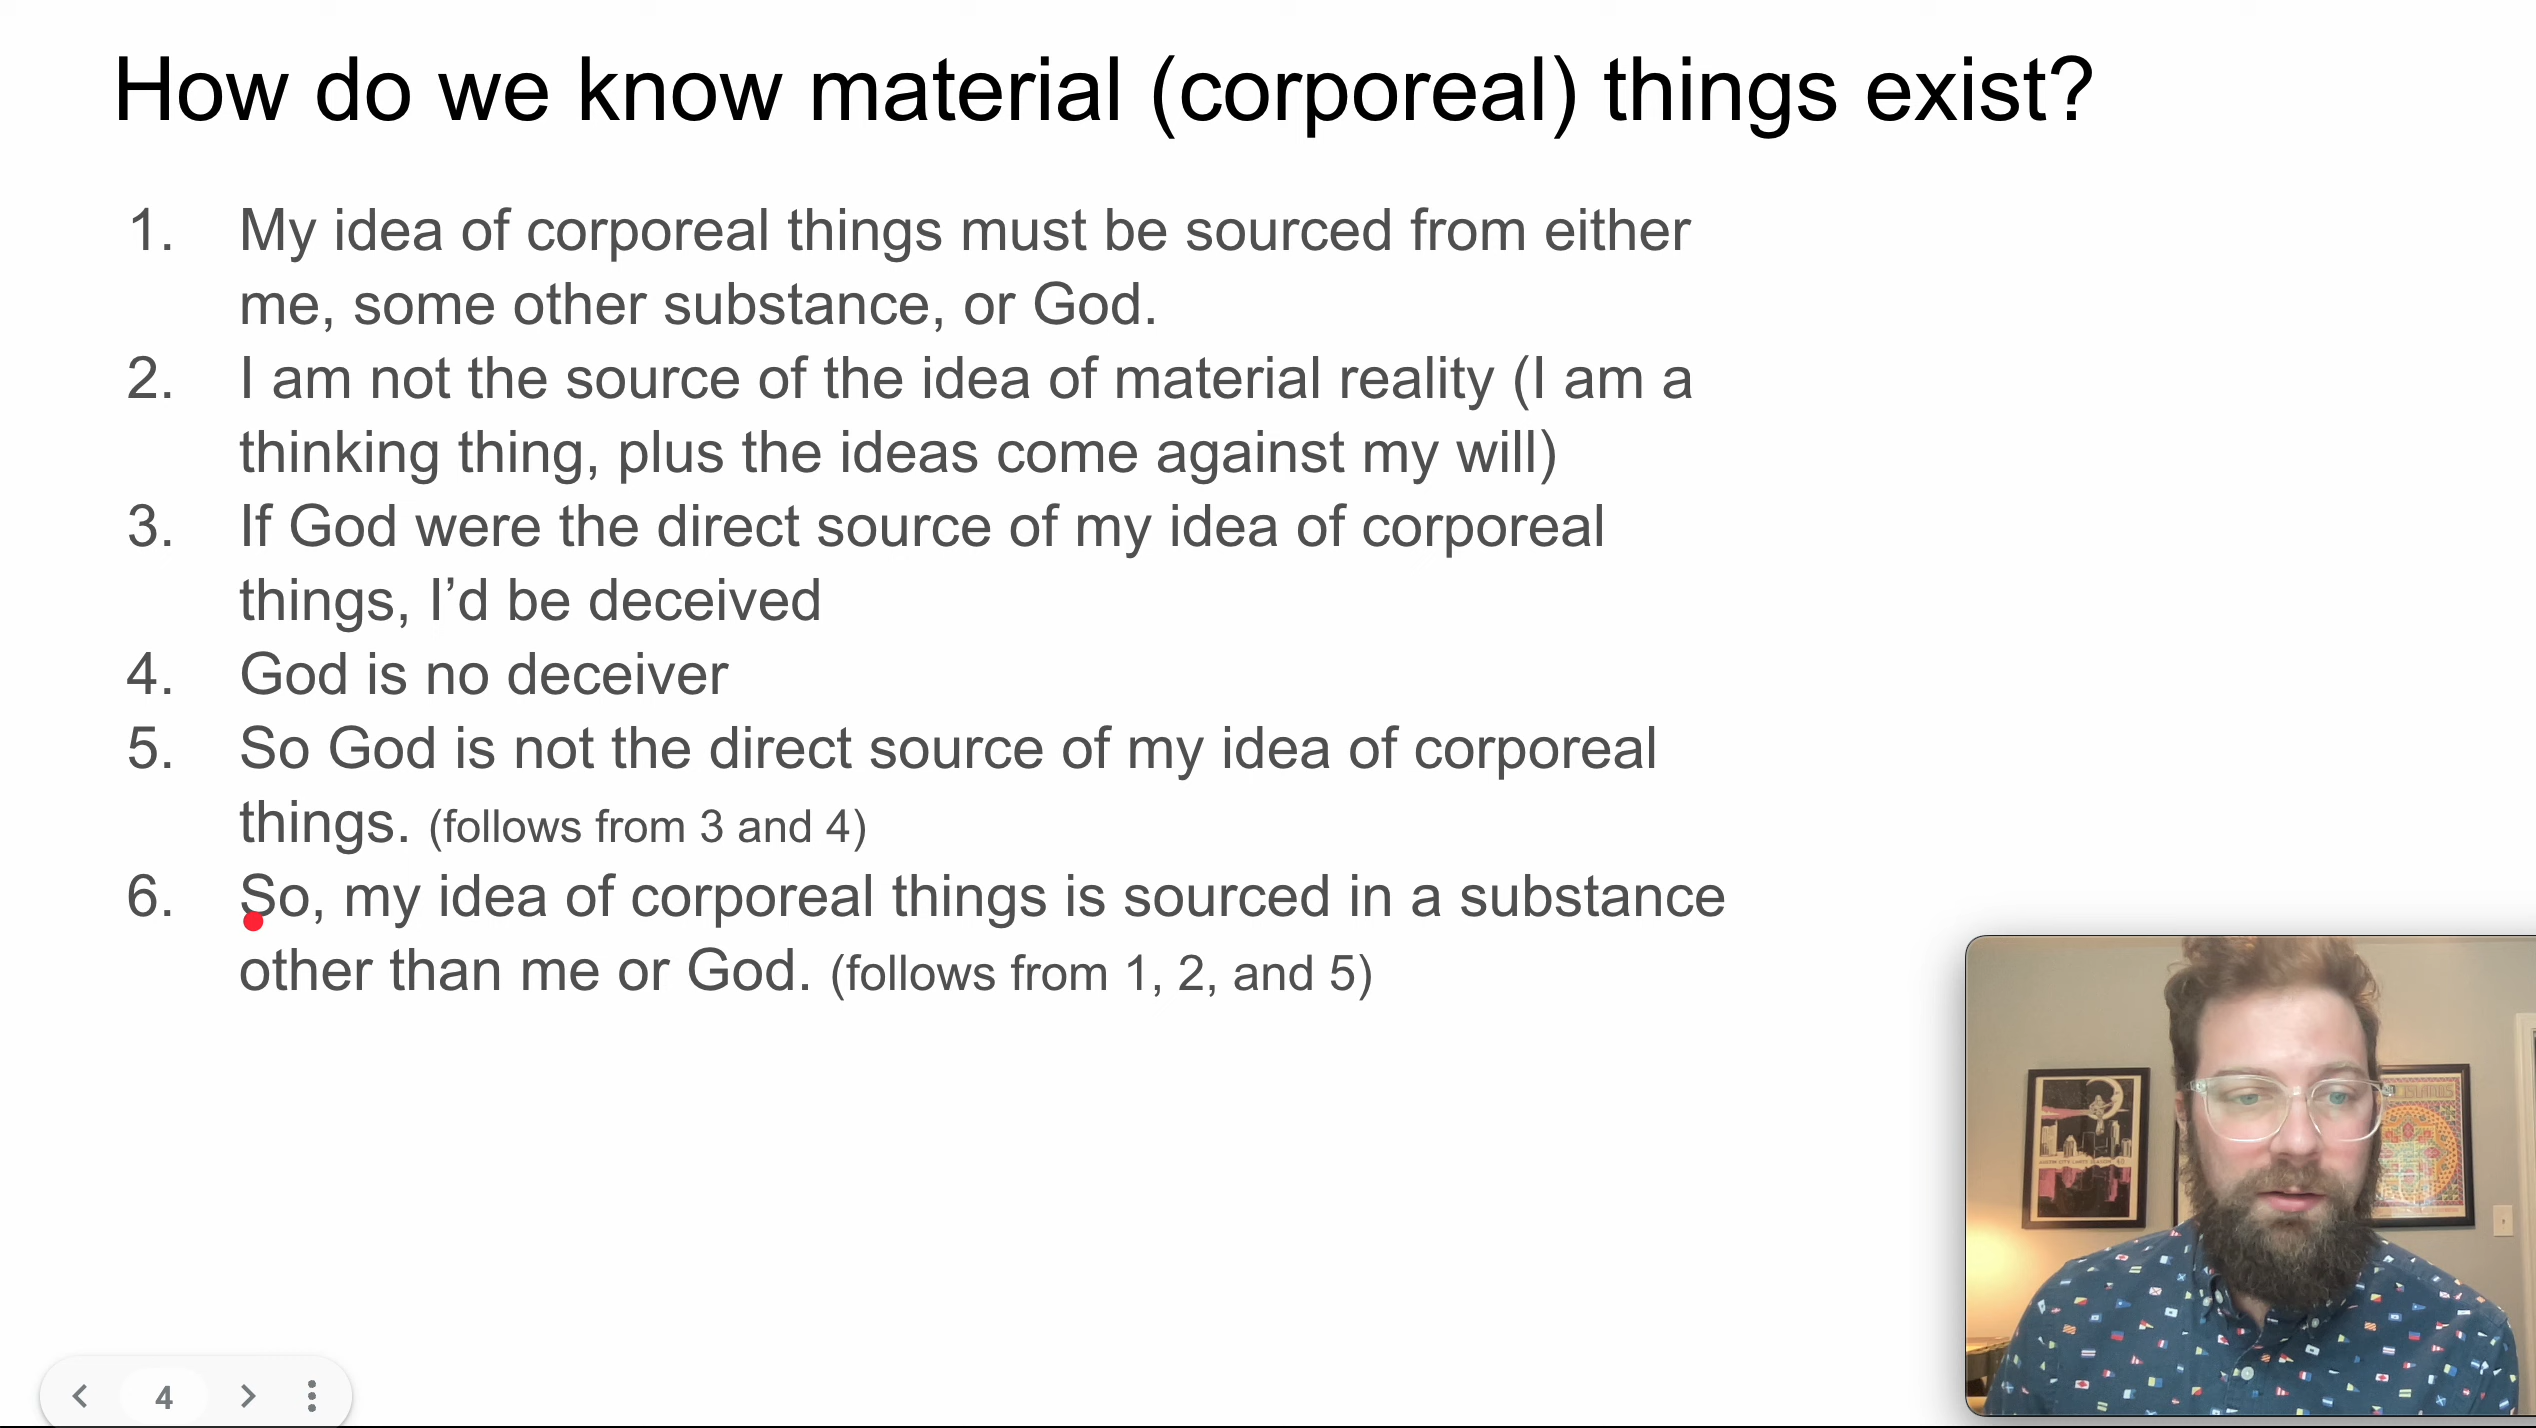 How do we know material (corporeal) things exist?
1. My idea of corporeal things must be sourced from either
me, some other substance, or God.
2. I am not the source of the idea of material reality (I am a
thinking thing, plus the ideas come against my will)
3. If God were the direct source of my idea of corporeal
things, I’d be deceived
4. God is no deceiver
5. So God is not the direct source of my idea of corporeal
things. (follows from 3 and 4)
6. So, my idea of corporeal things is sourced in a substance
other than me or God. (follows from 1, 2, and 5)
4